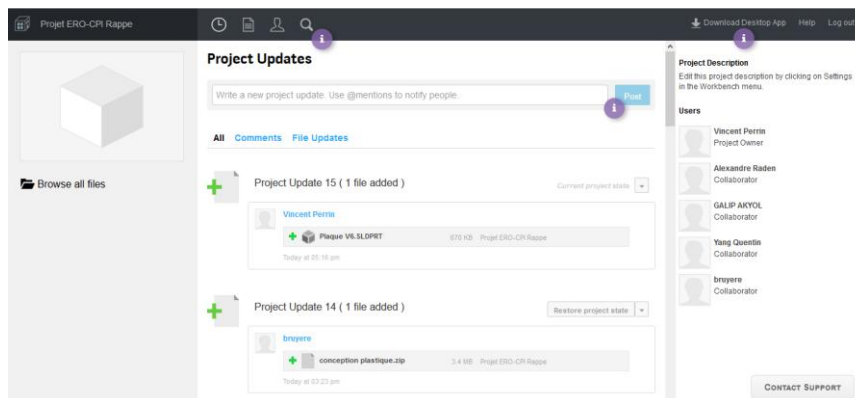 Projet ERO-CPI Rappe
Download Desktop App Help Log out
Browse all files
Project Updates
Write a new project update. Use @mentions to notify people.
Post
All Comments File Updates
Project Update 15 ( 1 file added )
Current project state
Vincent Perrin
Plaque V6.SLDPRT 670 KB Projet ERO-CPI Rappe
Today at 05.16 pm
Project Update 14 ( 1 file added )
Restore project state
bruyere
conception plastique.zip 3.4 MB Projet ERO-CPI Rappe
Today at 03:23 pm
Project Description
Edit this project description by clicking on Settings
in the Workbench menu.
Users
Vincent Perrin
Project Owner
Alexandre Raden
Collaborator
GALIP AKYOL
Collaborator
Yang Quentin
Collaborator
bruyere
Collaborator
CONTACT SUPPORT